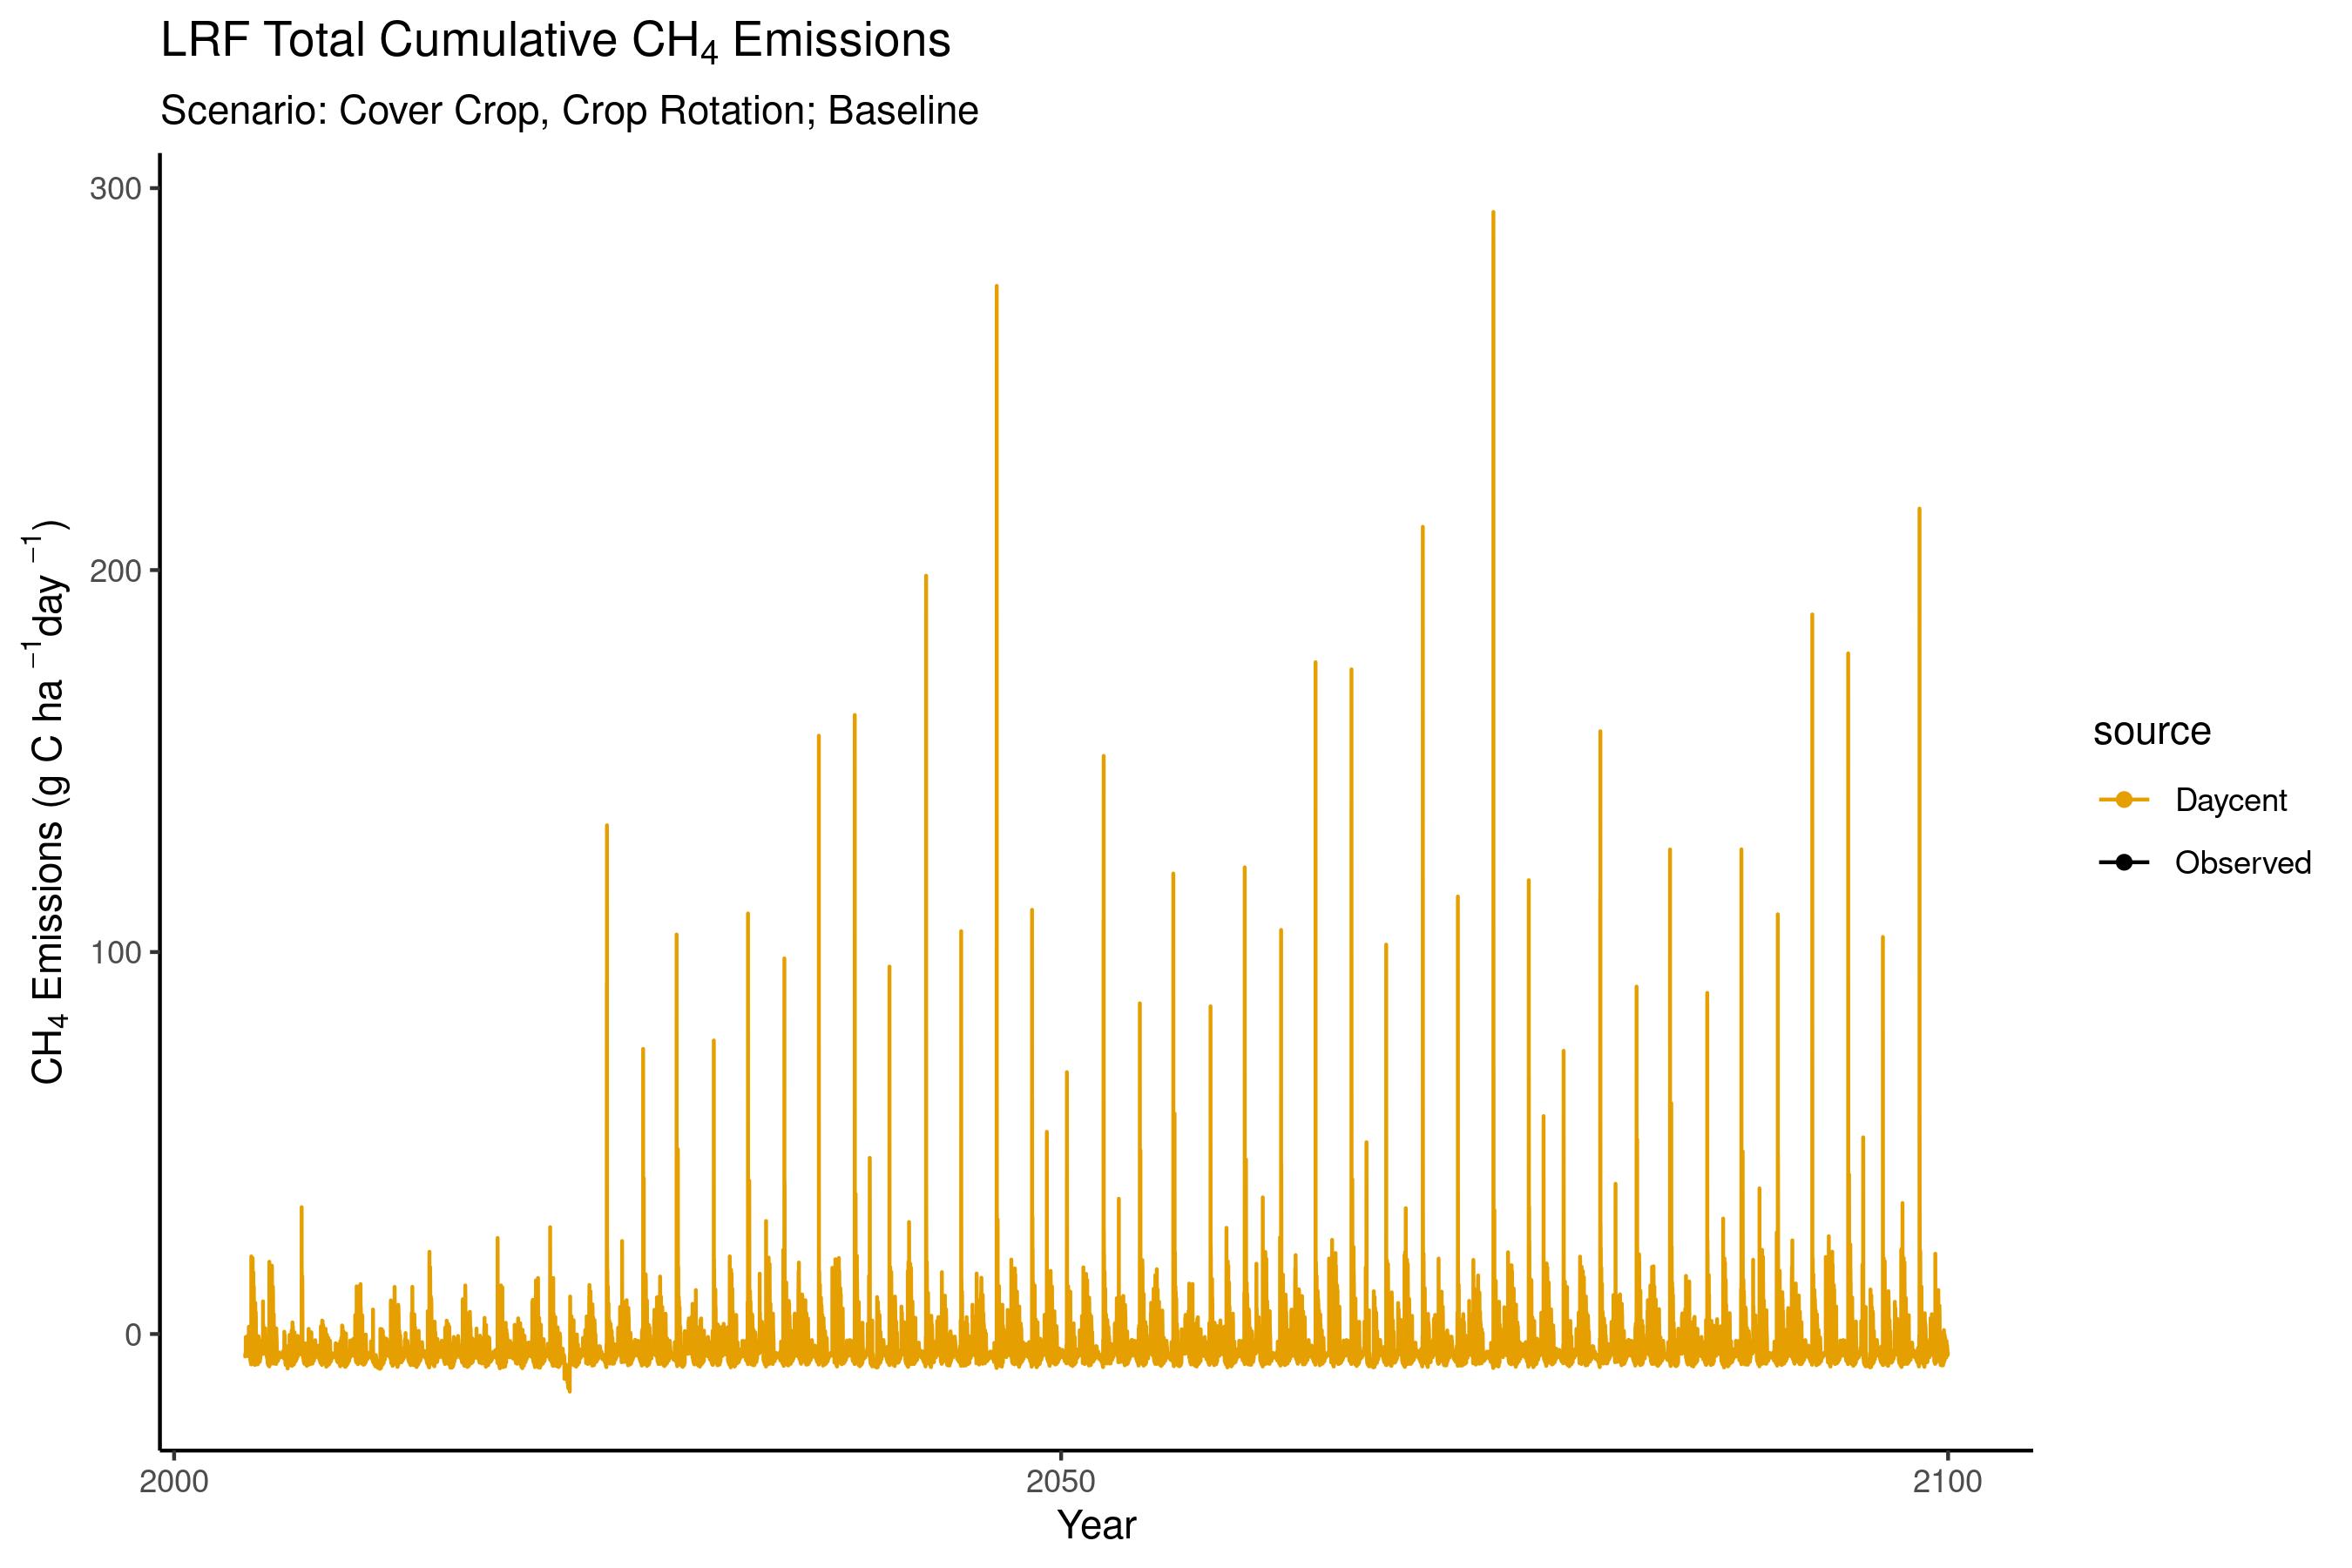 LRF Total Cumulative CH₄ Emissions
Scenario: Cover Crop, Crop Rotation; Baseline
CH₄ Emissions (g C ha ⁻¹day ⁻¹)
300
200
100
0
2000
2050
2100
Year
source
Daycent
Observed